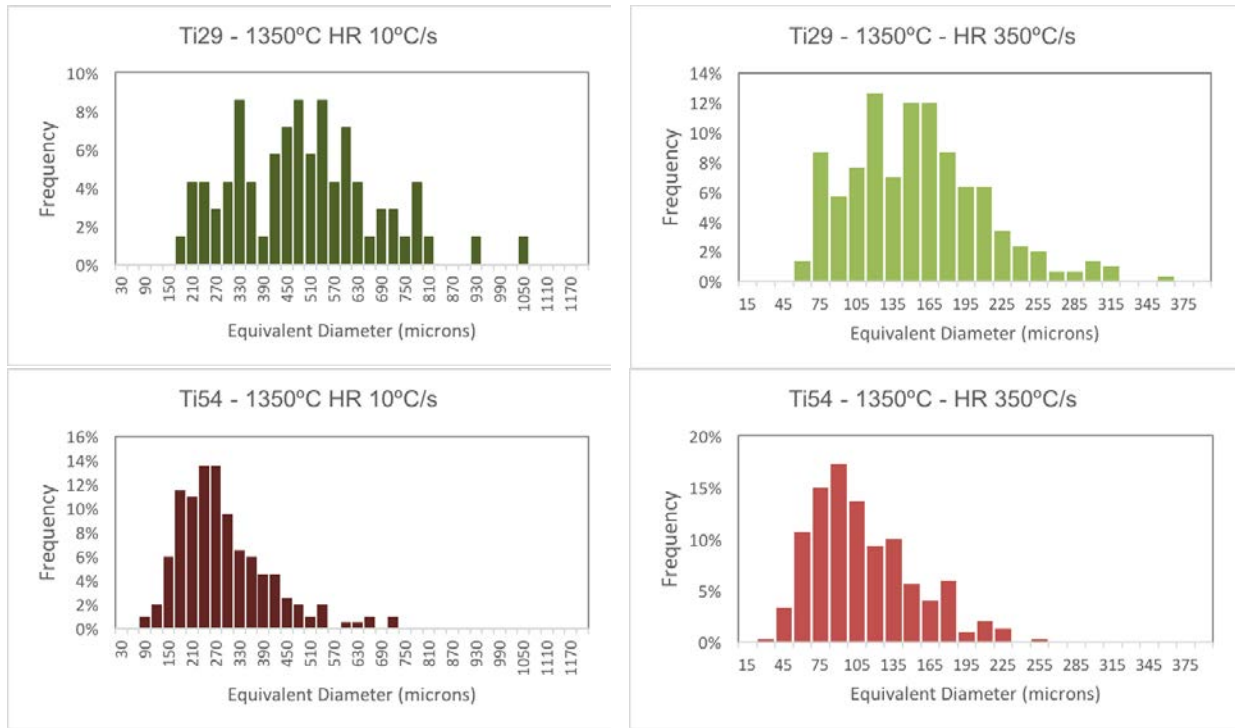 Ti29 - 1350ºC HR 10ºC/s
10%
8%
6%
4%
2%
0%
Frequency
30 90 150 210 270 330 390 450 510 570 630 690 750 810 870 930 990 1050 1110 1170
Equivalent Diameter (microns)
Ti29 - 1350ºC - HR 350ºC/s
14%
12%
10%
8%
6%
4%
2%
0%
Frequency
15 45 75 105 135 165 195 225 255 285 315 345 375
Equivalent Diameter (microns)
Ti54 - 1350ºC HR 10ºC/s
16%
14%
12%
10%
8%
6%
4%
2%
0%
Frequency
30 90 150 210 270 330 390 450 510 570 630 690 750 810 870 930 990 1050 1110 1170
Equivalent Diameter (microns)
Ti54 - 1350ºC - HR 350ºC/s
20%
15%
10%
5%
0%
Frequency
15 45 75 105 135 165 195 225 255 285 315 345 375
Equivalent Diameter (microns)